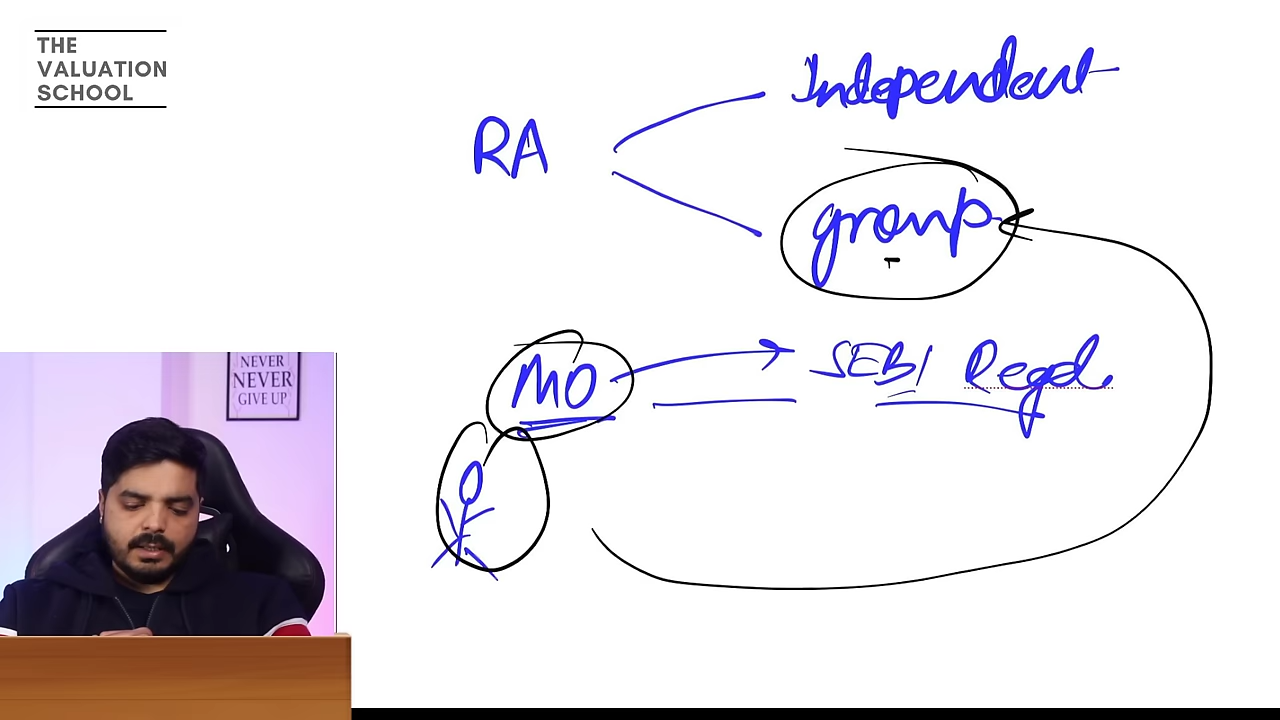 THE
VALUATION
SCHOOL
Independent
RA
group
MO
SEBI Regd.
NEVER
NEVER
GIVE UP